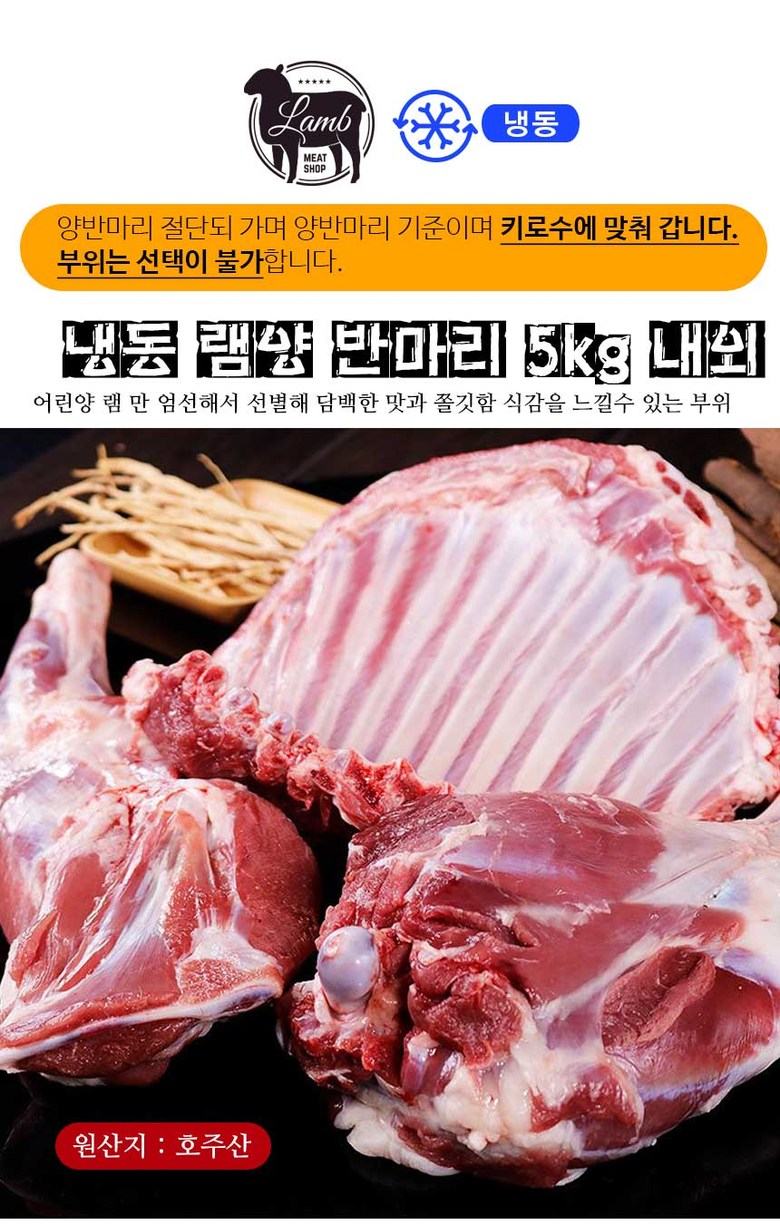 ★★★★★
Lamb
MEAT
SHOP
냉동
양반마리 절단되 가며 양반마리 기준이며 키로수에 맞춰 갑니다.
부위는 선택이 불가합니다.
냉동 램양 반마리 5kg 내외
어린양 램 만 엄선해서 선별해 담백한 맛과 쫄깃함 식감을 느낄수 있는 부위
원산지 : 호주산